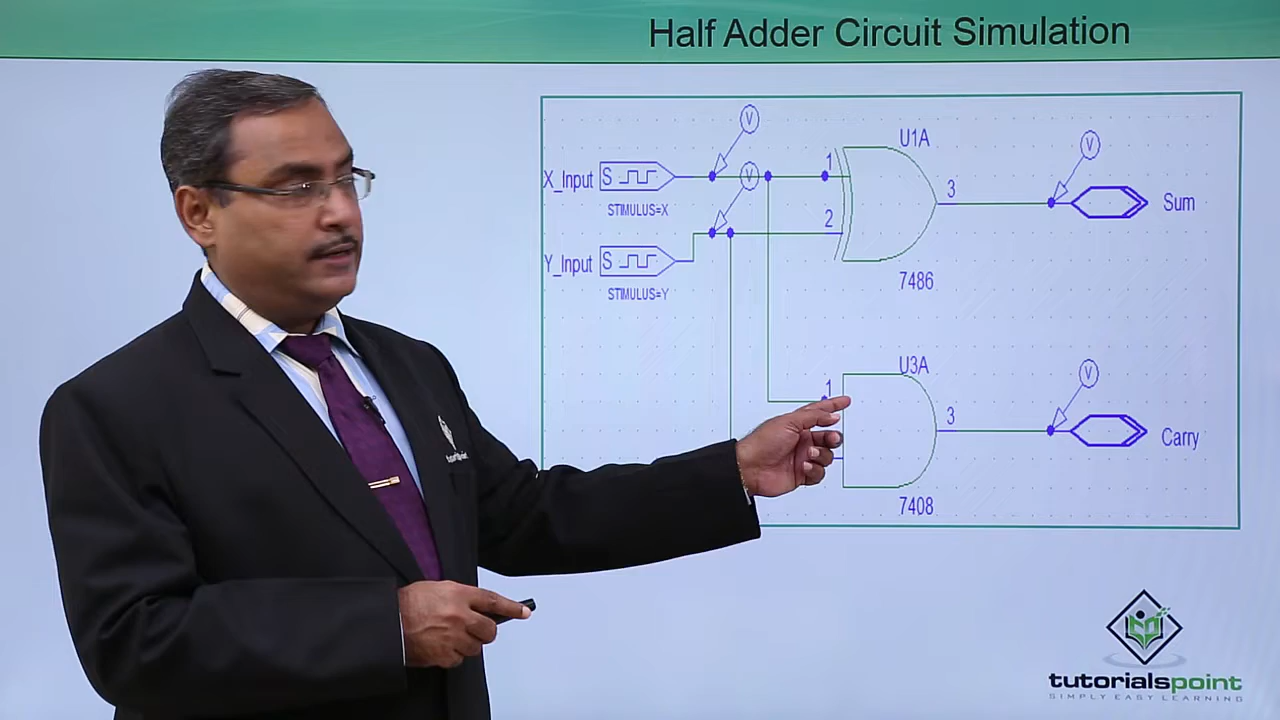 Half Adder Circuit Simulation
V
V
V
U1A
X_Input
S
1
STIMULUS=X
3
Sum
2
Y_Input
S
STIMULUS=Y
7486
U3A
V
1
3
Carry
7408
tutorialspoint
SIMPLY EASY LEARNING